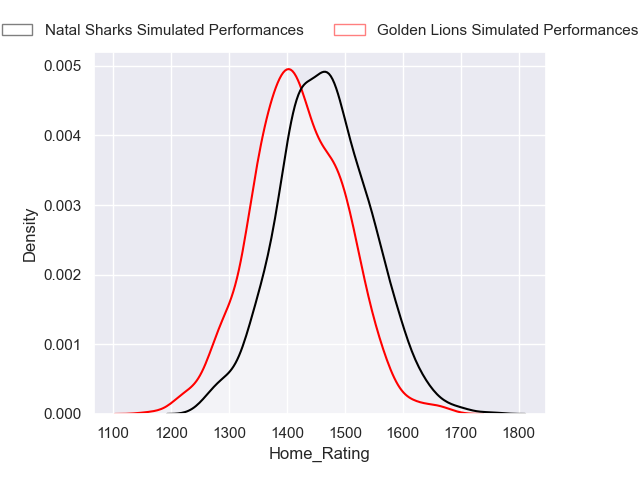 Natal Sharks Simulated Performances
Golden Lions Simulated Performances
0.005
0.004
0.003
0.002
0.001
0.000
Density
1100 1200 1300 1400 1500 1600 1700 1800
Home_Rating